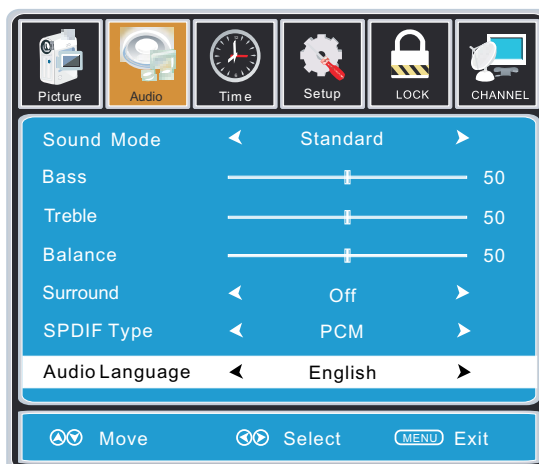 Picture Audio Time Setup LOCK CHANNEL
Sound Mode Standard
Bass 50
Treble 50
Balance 50
Surround Off
SPDIF Type PCM
Audio Language English
Move Select MENU Exit